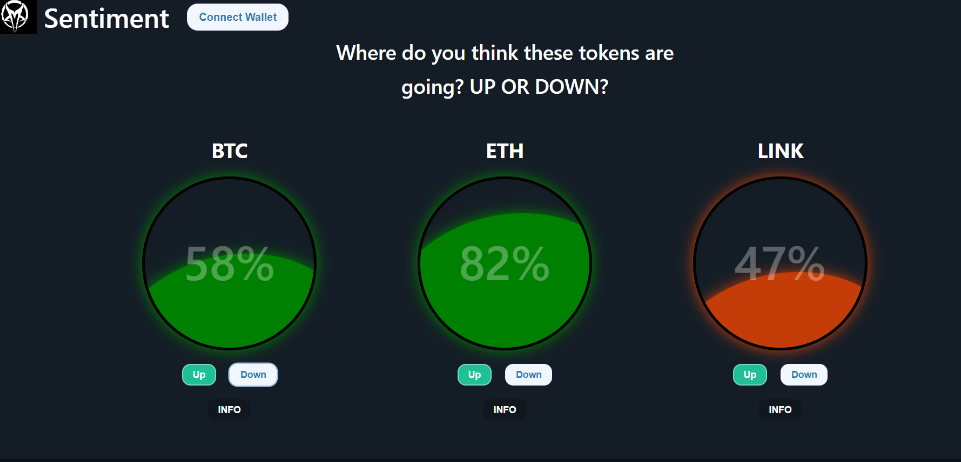 Sentiment
Connect Wallet
Where do you think these tokens are
going? UP OR DOWN?
BTC
ETH
LINK
58%
82%
47%
Up
Down
Up
Down
Up
Down
INFO
INFO
INFO